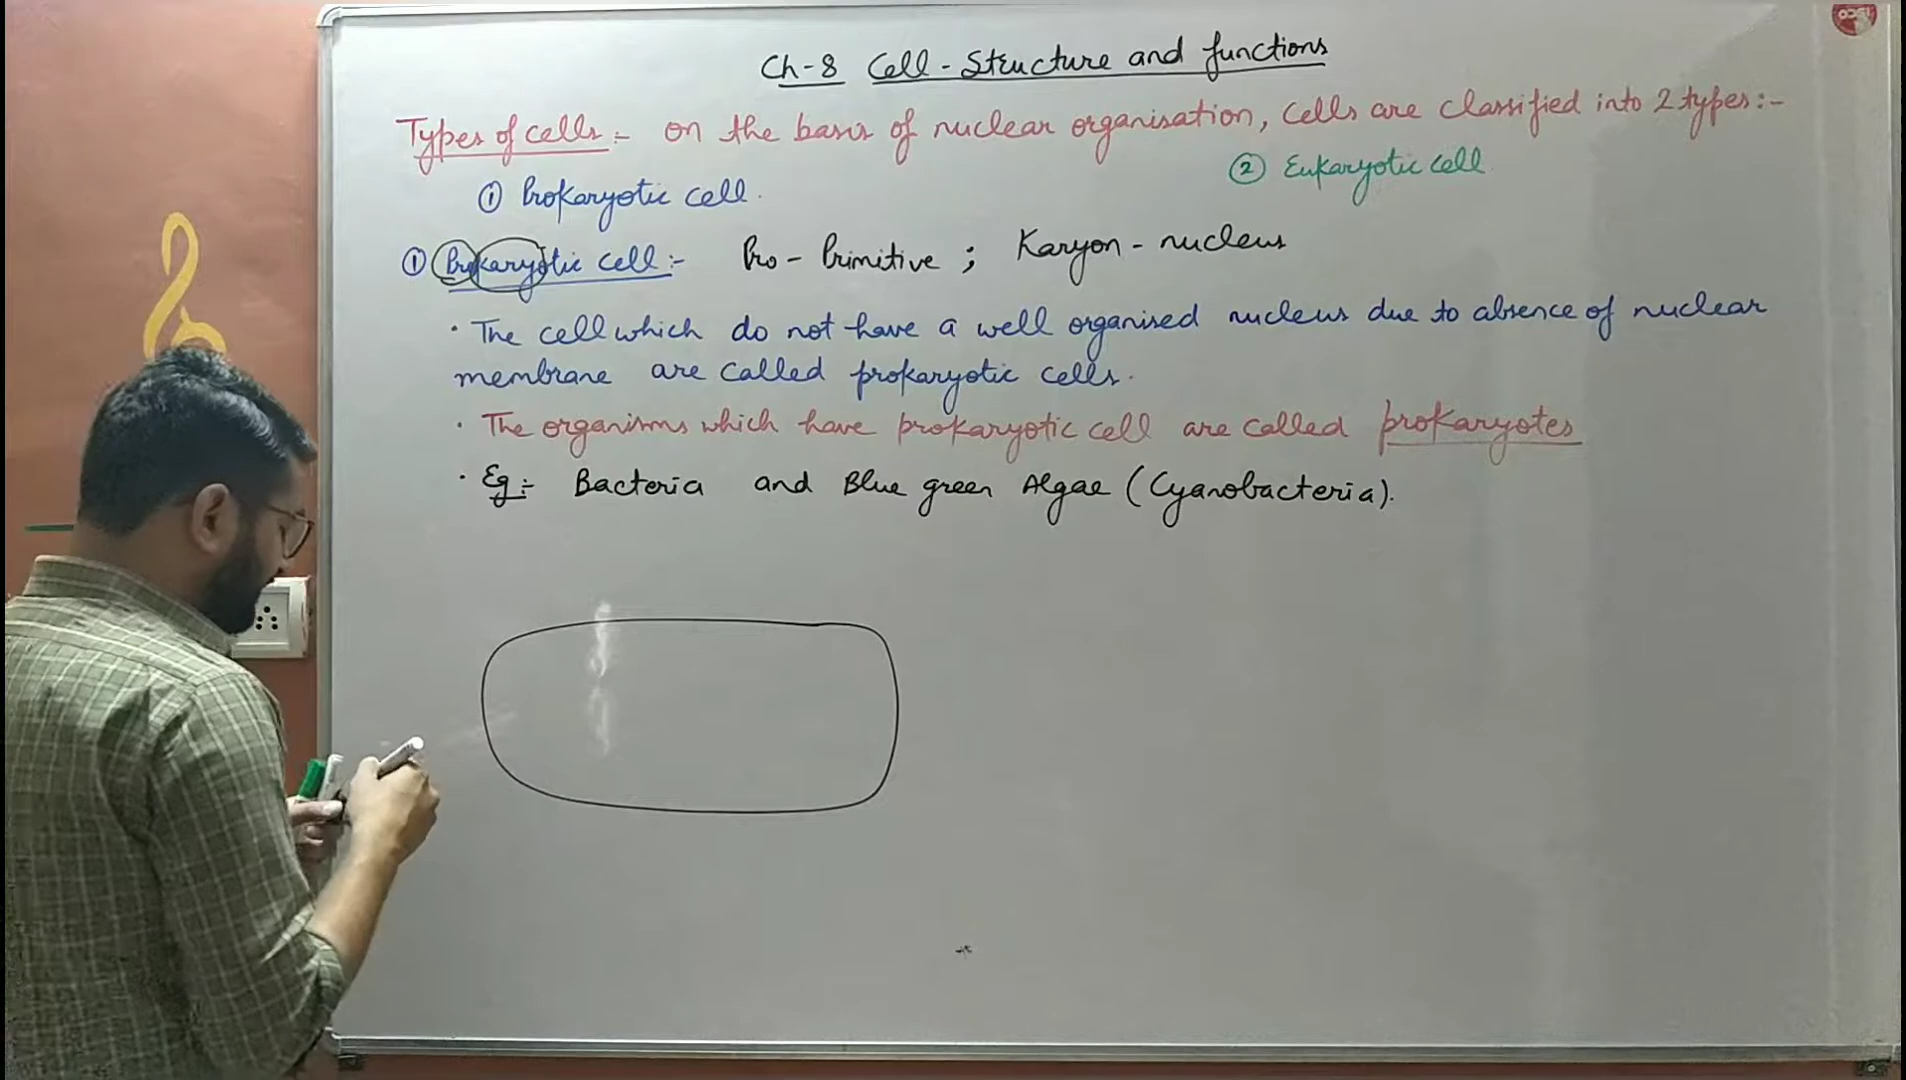 Ch-8 Cell - Structure and functions
Types of cells :- on the basis of nuclear organisation, Cells are classified into 2 types :-
① Prokaryotic cell. ② Eukaryotic cell
① Prokaryotic cell :- Pro - Primitive ; Karyon - nucleus
· The cell which do not have a well organised nucleus due to absence of nuclear
membrane are called prokaryotic cells.
· The organisms which have prokaryotic cell are called prokaryotes
· Eg :- Bacteria and Blue green Algae (Cyanobacteria).